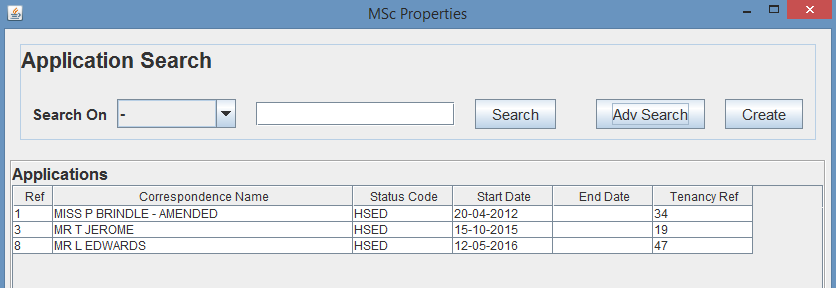 MSc Properties
Application Search
Search On - Search Adv Search Create
Applications
Ref Correspondence Name Status Code Start Date End Date Tenancy Ref
1 MISS P BRINDLE - AMENDED HSED 20-04-2012 34
3 MR T JEROME HSED 15-10-2015 19
8 MR L EDWARDS HSED 12-05-2016 47